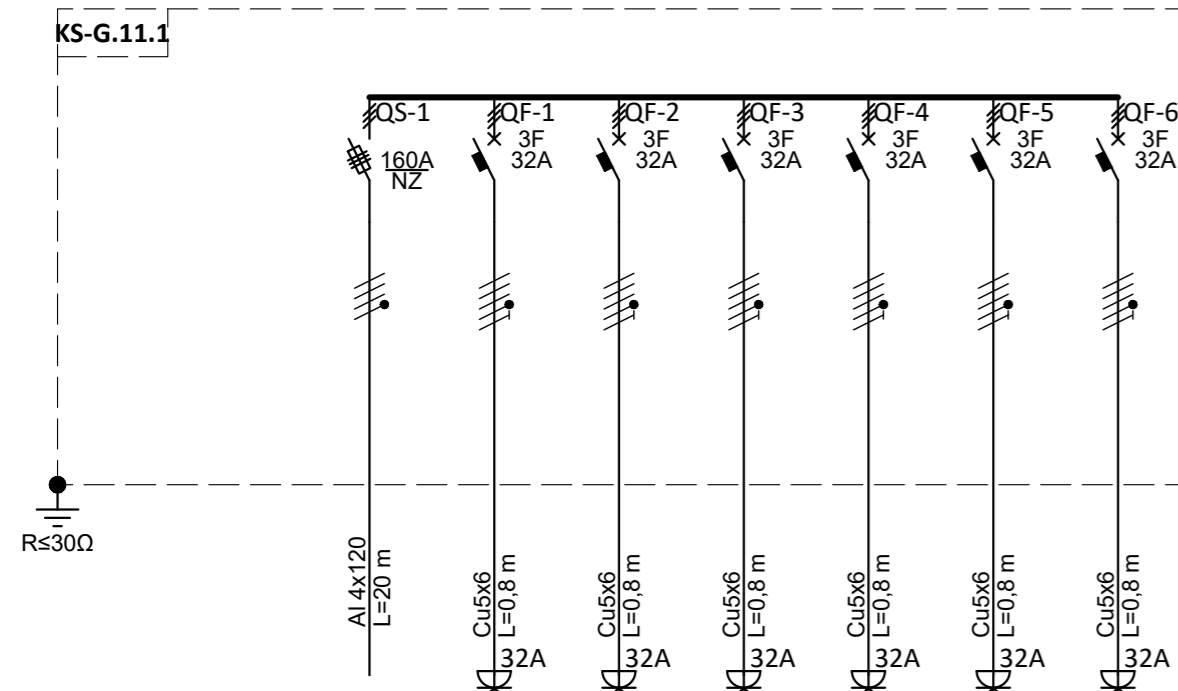 KS-G.11.1
QS-1 QF-1 QF-2 QF-3 QF-4 QF-5 QF-6
3F 3F 3F 3F 3F 3F
160A 32A 32A 32A 32A 32A 32A
NZ
R≤30Ω
Al 4x120
L=20 m
Cu5x6
L=0,8 m
Cu5x6
L=0,8 m
Cu5x6
L=0,8 m
Cu5x6
L=0,8 m
Cu5x6
L=0,8 m
Cu5x6
L=0,8 m
32A 32A 32A 32A 32A 32A